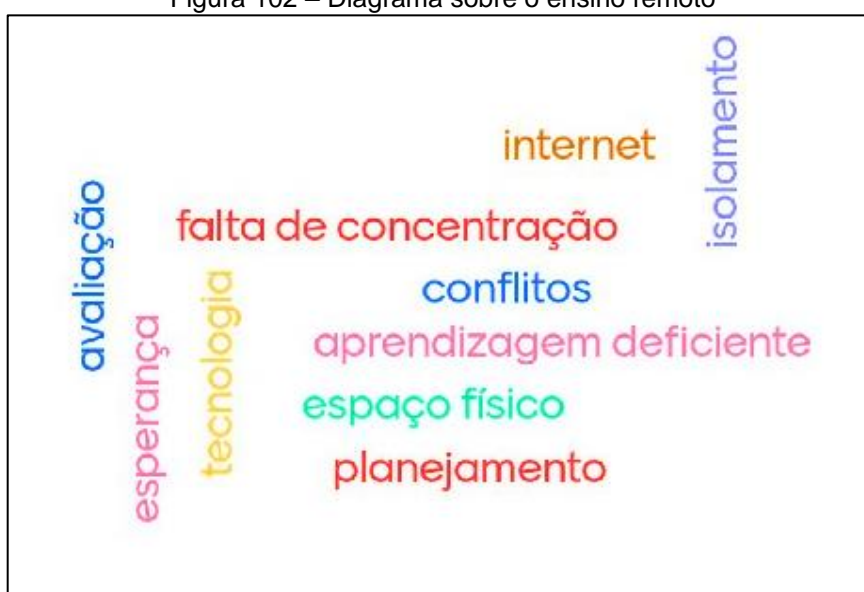 Figura 102 – Diagrama sobre o ensino remoto
isolamento
internet
avaliação
falta de concentração
tecnologia
conflitos
esperança
aprendizagem deficiente
espaço físico
planejamento